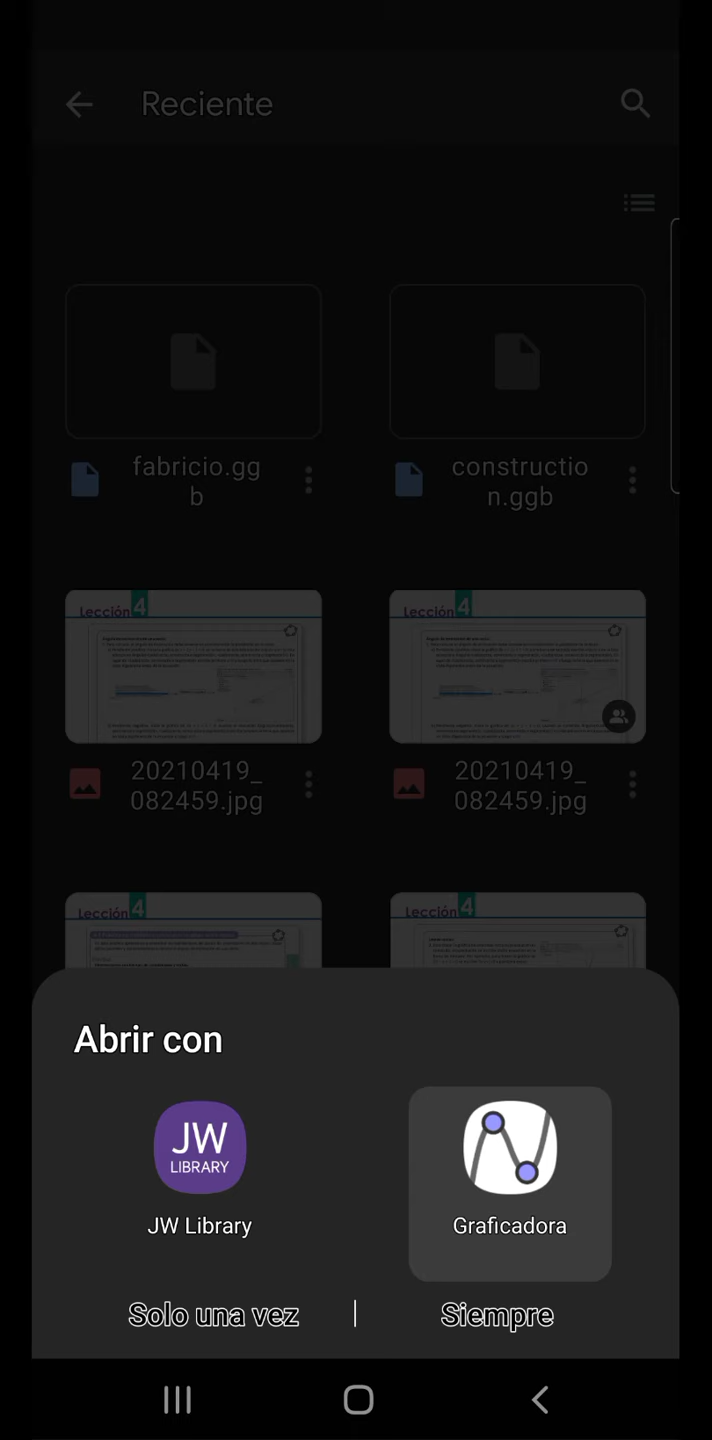 Reciente
fabricio.gg
b
constructio
n.ggb
Lección 4
Lección 4
20210419_
082459.jpg
20210419_
082459.jpg
Lección 4
Lección 4
Abrir con
JW
LIBRARY
JW Library
Graficadora
Solo una vez
Siempre